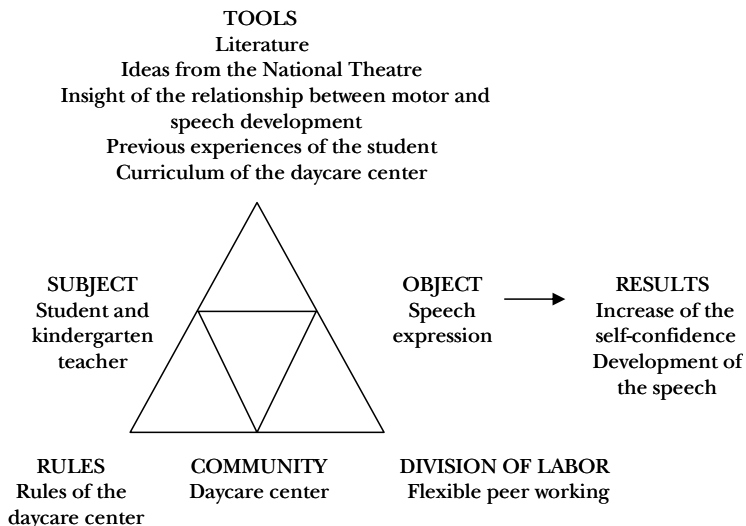 TOOLS
Literature
Ideas from the National Theatre
Insight of the relationship between motor and
speech development
Previous experiences of the student
Curriculum of the daycare center
SUBJECT
Student and
kindergarten
teacher
OBJECT
Speech
expression
RESULTS
Increase of the
self-confidence
Development of
the speech
RULES
Rules of the
daycare center
COMMUNITY
Daycare center
DIVISION OF LABOR
Flexible peer working